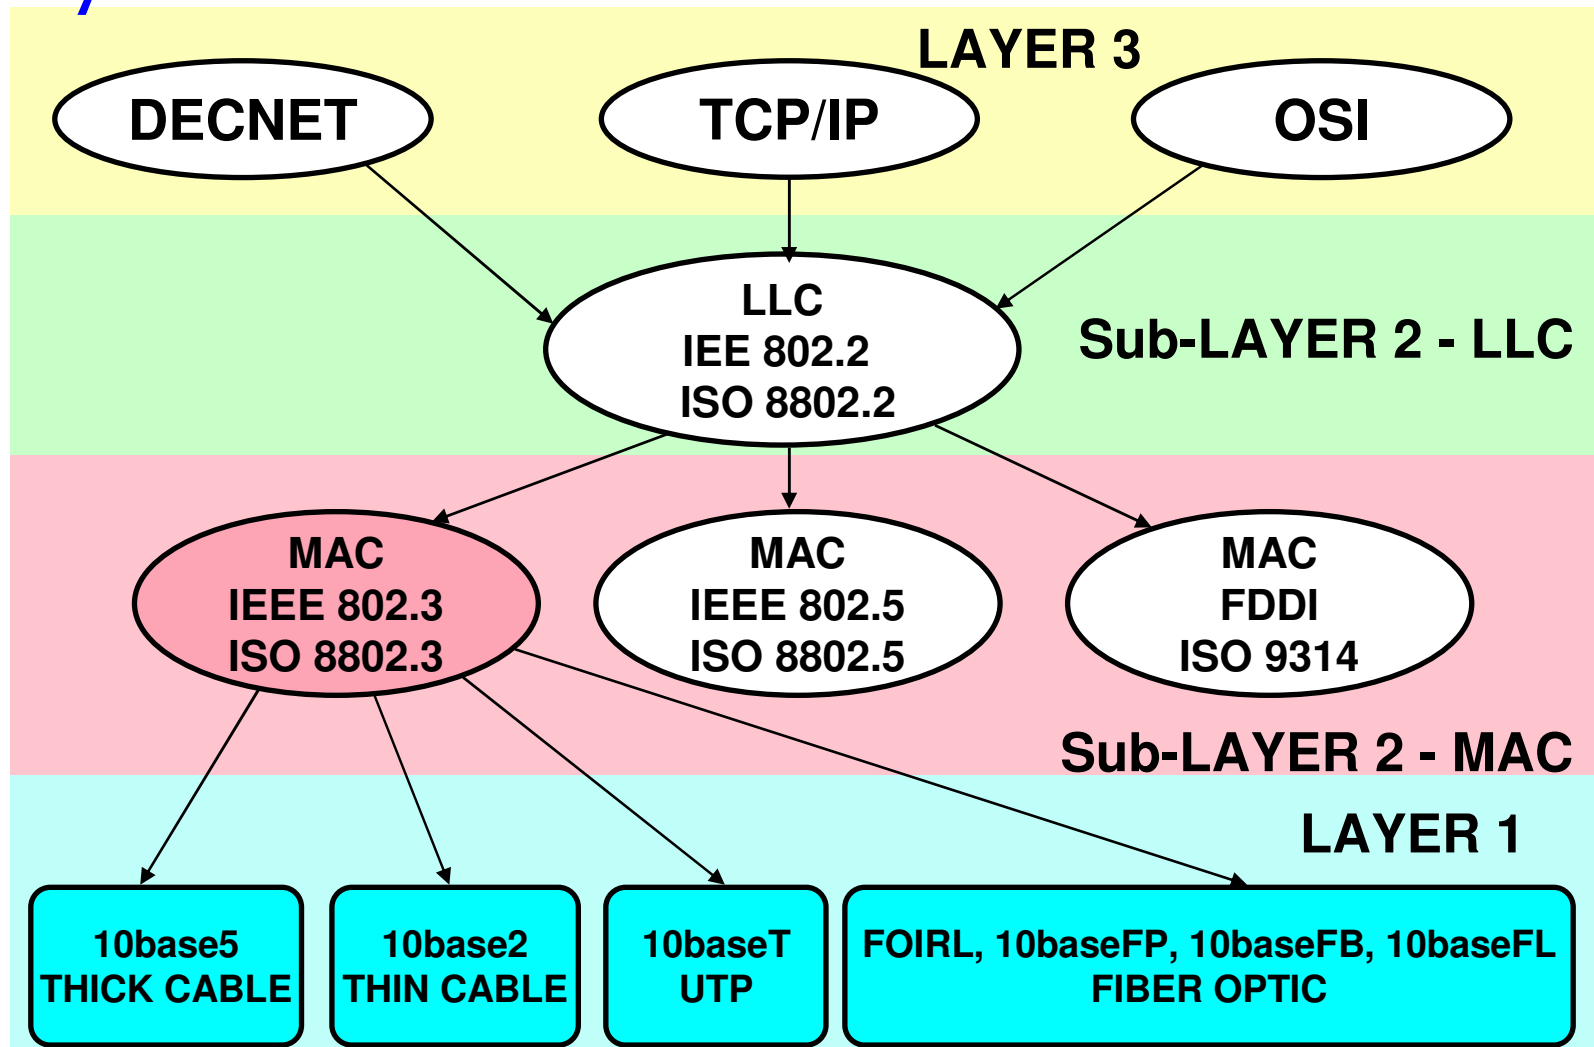 LAYER 3
DECNET
TCP/IP
OSI
LLC
IEE 802.2
ISO 8802.2
Sub-LAYER 2 - LLC
MAC
IEEE 802.3
ISO 8802.3
MAC
IEEE 802.5
ISO 8802.5
MAC
FDDI
ISO 9314
Sub-LAYER 2 - MAC
LAYER 1
10base5
THICK CABLE
10base2
THIN CABLE
10baseT
UTP
FOIRL, 10baseFP, 10baseFB, 10baseFL
FIBER OPTIC